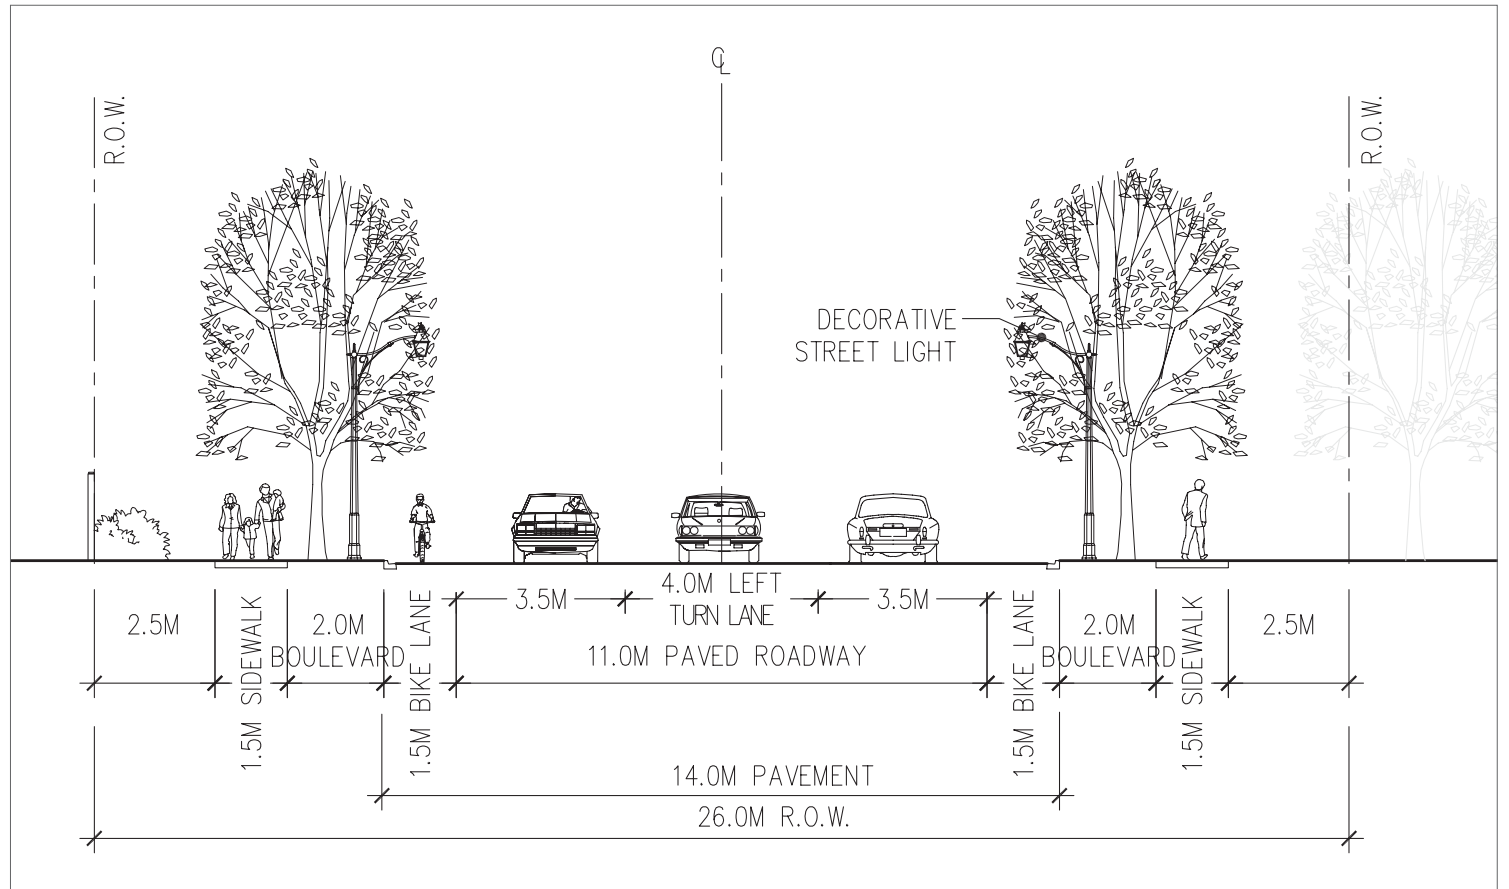 ℄
R.O.W.
R.O.W.
DECORATIVE
STREET LIGHT
2.5M
1.5M SIDEWALK
2.0M
BOULEVARD
1.5M BIKE LANE
3.5M
4.0M LEFT
TURN LANE
3.5M
11.0M PAVED ROADWAY
1.5M BIKE LANE
2.0M
BOULEVARD
1.5M SIDEWALK
2.5M
14.0M PAVEMENT
26.0M R.O.W.